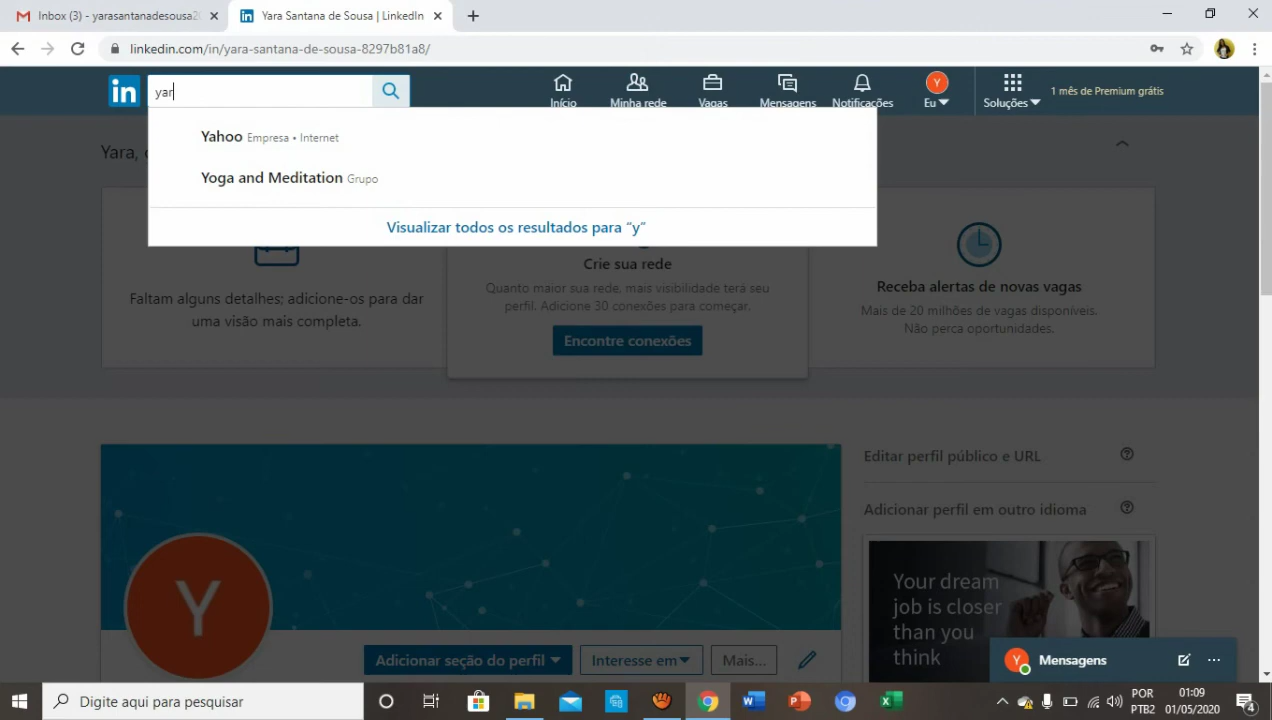 Inbox (3) - yarasantanadesousa20
Yara Santana de Sousa | LinkedIn
linkedin.com/in/yara-santana-de-sousa-8297b81a8/
in
yar
Início
Minha rede
Vagas
Mensagens
Notificações
Y
Eu
Soluções
1 mês de Premium grátis
Yahoo Empresa • Internet
Yoga and Meditation Grupo
Visualizar todos os resultados para “y”
Yara,
Faltam alguns detalhes; adicione-os para dar
uma visão mais completa.
Crie sua rede
Quanto maior sua rede, mais visibilidade terá seu
perfil. Adicione 30 conexões para começar.
Encontre conexões
Receba alertas de novas vagas
Mais de 20 milhões de vagas disponíveis.
Não perca oportunidades.
Y
Adicionar seção do perfil
Interesse em
Mais...
Editar perfil público e URL
Adicionar perfil em outro idioma
Your dream
job is closer
than you
think
Y
Mensagens
Digite aqui para pesquisar
POR
PTB2
01:09
01/05/2020
4